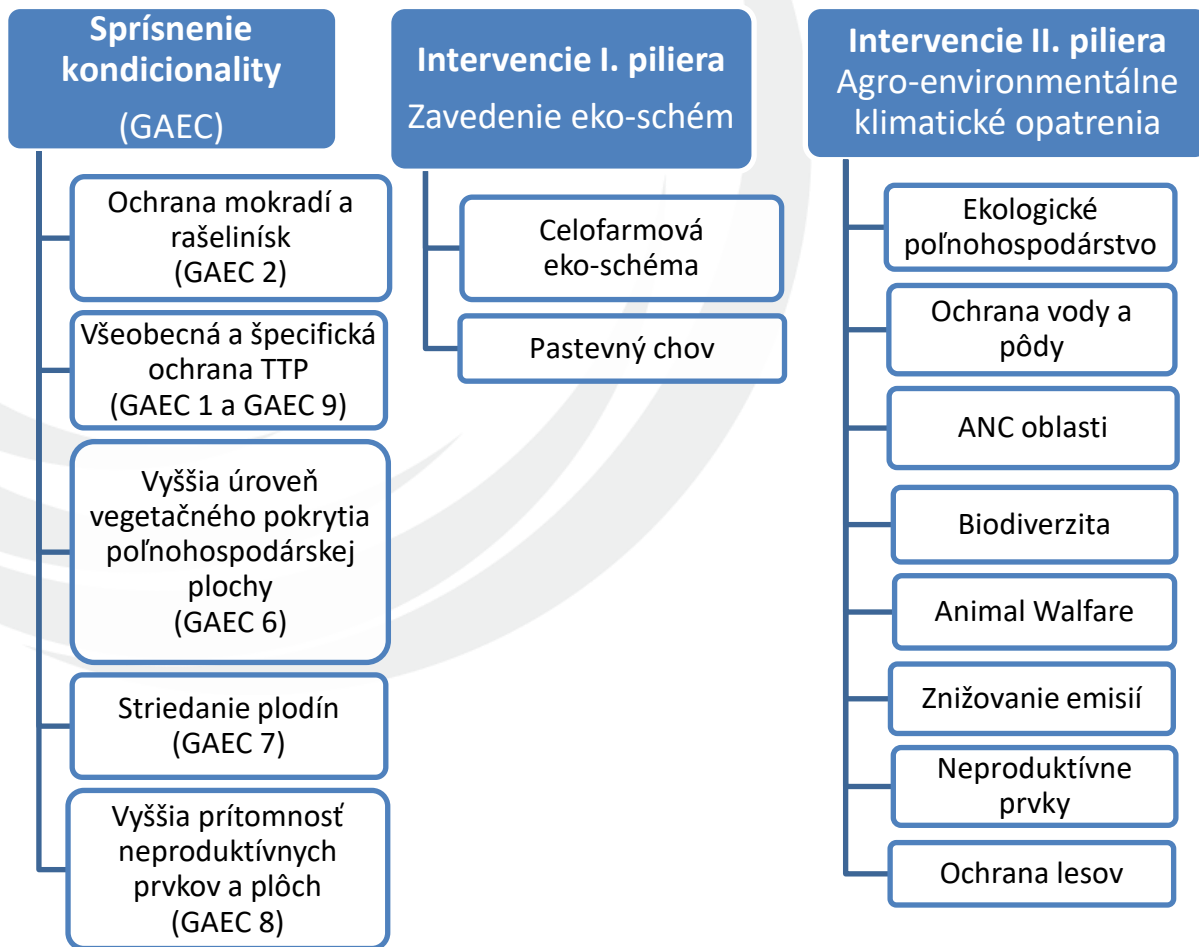 Sprísnenie
kondicionality
(GAEC)
Ochrana mokradí a
rašelinísk
(GAEC 2)
Všeobecná a špecifická
ochrana TTP
(GAEC 1 a GAEC 9)
Vyššia úroveň
vegetačného pokrytia
poľnohospodárskej
plochy
(GAEC 6)
Striedanie plodín
(GAEC 7)
Vyššia prítomnosť
neproduktívnych
prvkov a plôch
(GAEC 8)
Intervencie I. piliera
Zavedenie eko-schém
Celofarmová
eko-schéma
Pastevný chov
Intervencie II. piliera
Agro-environmentálne
klimatické opatrenia
Ekologické
poľnohospodárstvo
Ochrana vody a
pôdy
ANC oblasti
Biodiverzita
Animal Walfare
Znižovanie emisií
Neproduktívne
prvky
Ochrana lesov